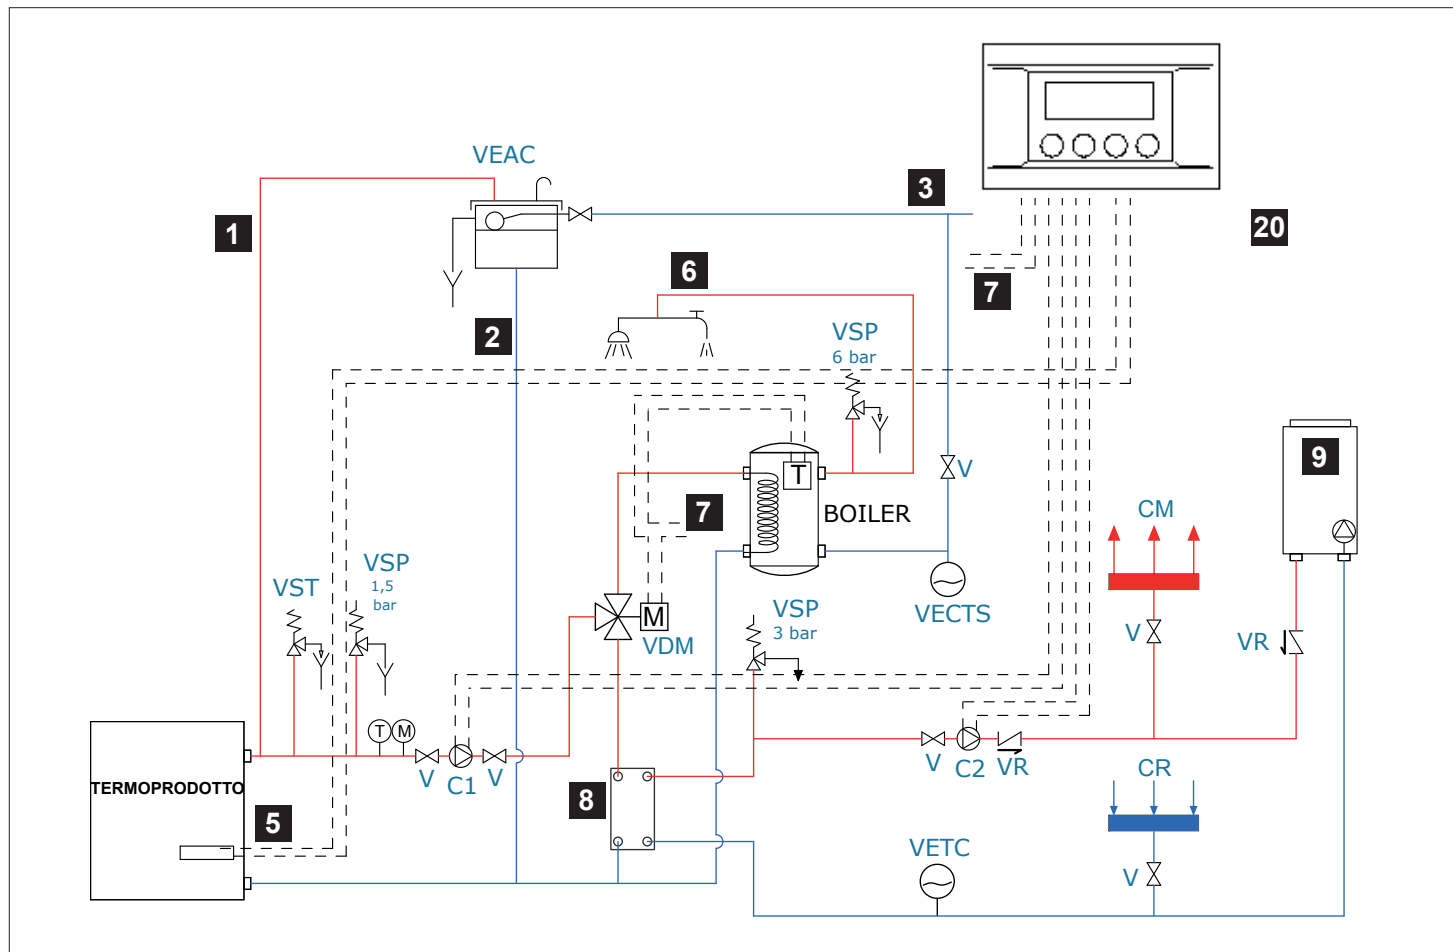 VEAC
3
1
20
7
6
2
VSP
6 bar
T
V
9
BOILER
7
CM
VST
VSP
1,5
bar
VSP
3 bar
VECTS
M
VDM
V
VR
T
M
V
C1
V
V
C2
VR
CR
TERMOPRODOTTO
8
5
VETC
V